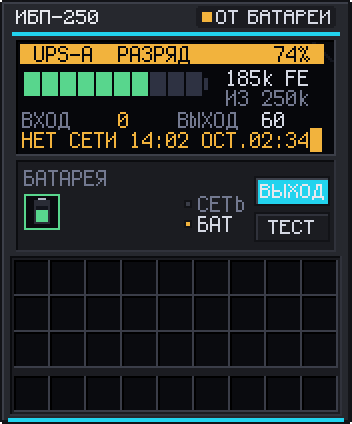 ИБП-250 ОТ БАТАРЕИ
UPS-A РАЗРЯД 74%
185k FE
ИЗ 250k
ВХОД 0 ВЫХОД 60
НЕТ СЕТИ 14:02 ОСТ.02:34
БАТАРЕЯ
ВЫХОД
СЕТЬ
БАТ
ТЕСТ